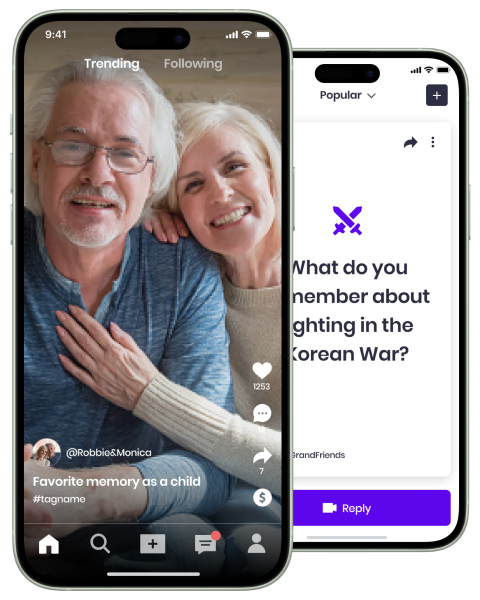 9:41
Trending Following
1253
7
@Robbie&Monica
Favorite memory as a child
#tagname
Popular
What do you
member about
ghting in the
Korean War?
GrandFriends
Reply